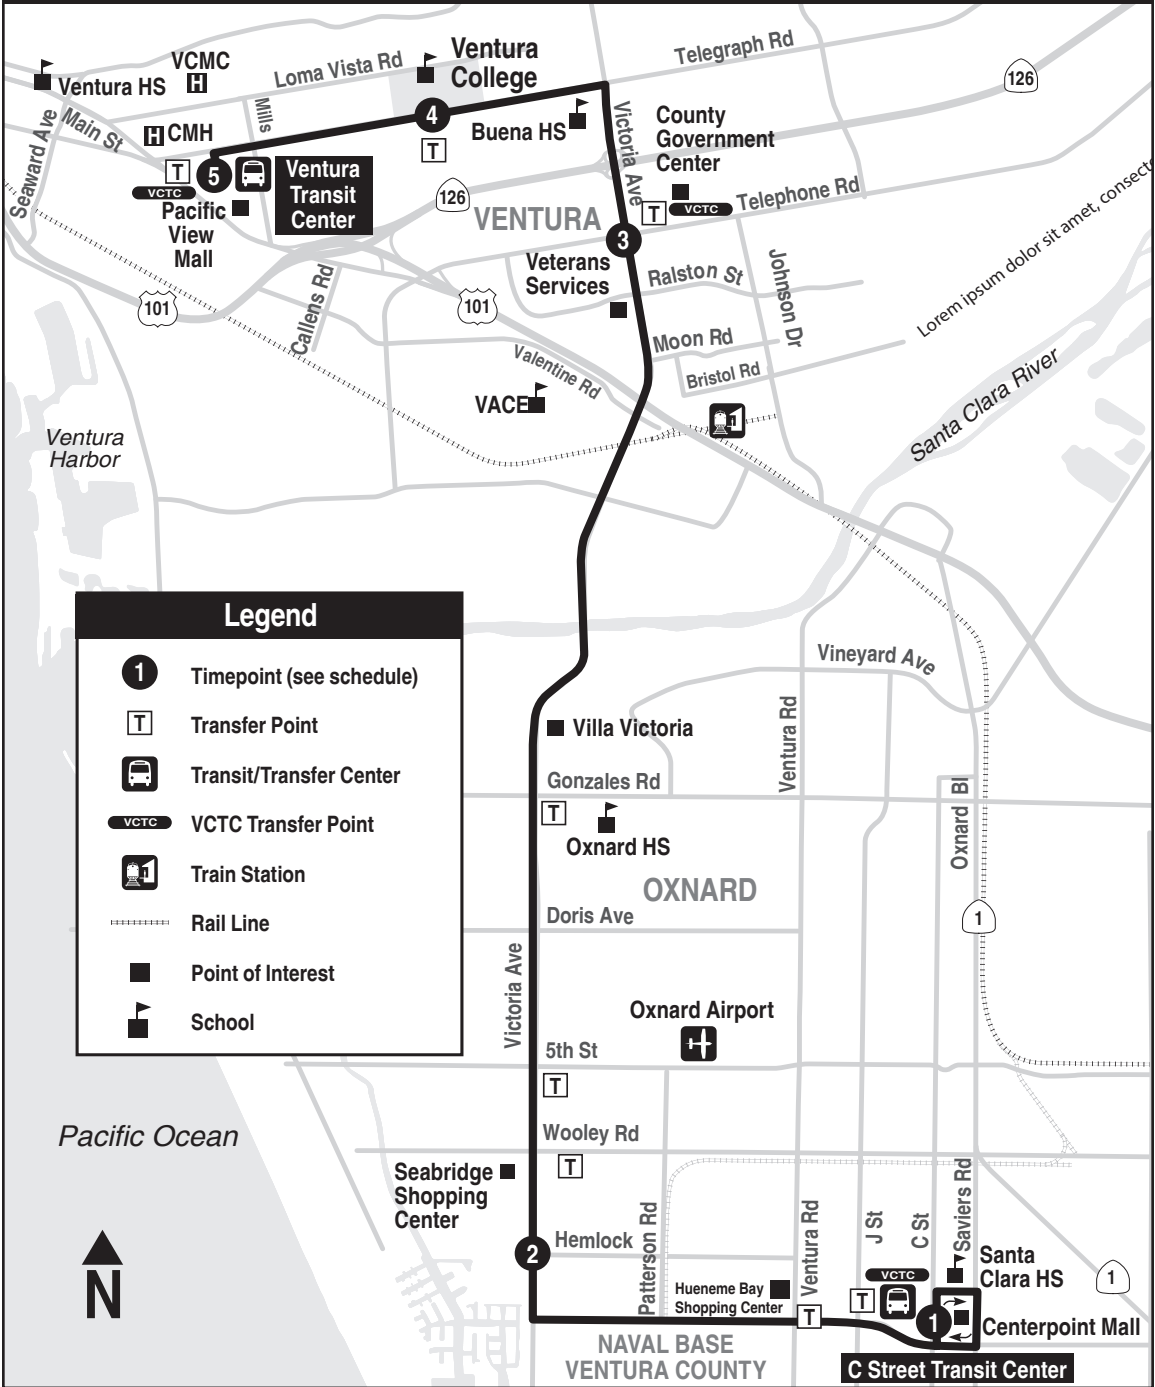 Telegraph Rd
Ventura
College
VCMC
H
Loma Vista Rd
126
Ventura HS
Mills
Main St
Seaward Ave
H CMH
4
Buena HS
Victoria Ave
County
Government
Center
T
T
5
VCTC
Ventura
Transit
Center
Pacific
View
Mall
126
VENTURA
T
VCTC
Telephone Rd
3
Veterans
Services
Ralston St
Johnson Dr
Lorem ipsum dolor sit amet, consecte
101
101
Callens Rd
Moon Rd
Valentine Rd
Bristol Rd
VACE
Santa Clara River
Ventura
Harbor
Legend
1 Timepoint (see schedule)
T Transfer Point
Transit/Transfer Center
VCTC VCTC Transfer Point
Train Station
Rail Line
Point of Interest
School
Vineyard Ave
Ventura Rd
Villa Victoria
Gonzales Rd
T
Oxnard HS
Oxnard Bl
OXNARD
Doris Ave
1
Victoria Ave
Oxnard Airport
5th St
T
Pacific Ocean
Wooley Rd
T
Seabridge
Shopping
Center
Patterson Rd
Ventura Rd
J St
C St
Saviers Rd
Hemlock
2
Santa
Clara HS
1
Hueneme Bay
Shopping Center
VCTC
T
T
1
Centerpoint Mall
N
NAVAL BASE
VENTURA COUNTY
C Street Transit Center